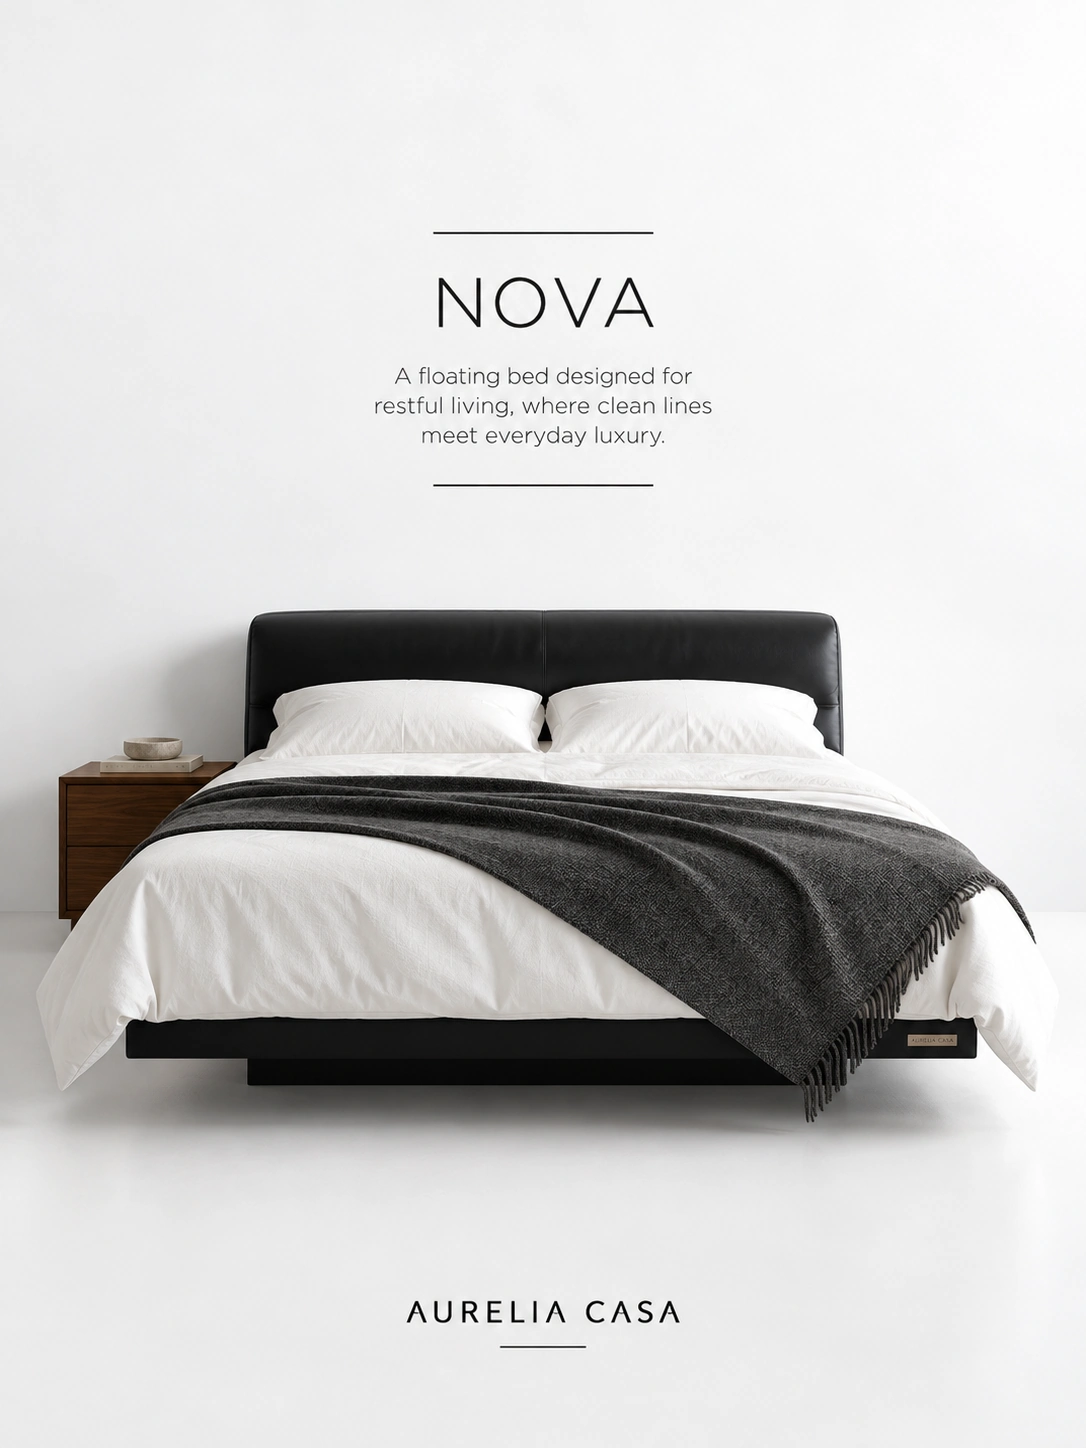 NOVA
A floating bed designed for
restful living, where clean lines
meet everyday luxury.
AURELIA CASA
AURELIA CASA